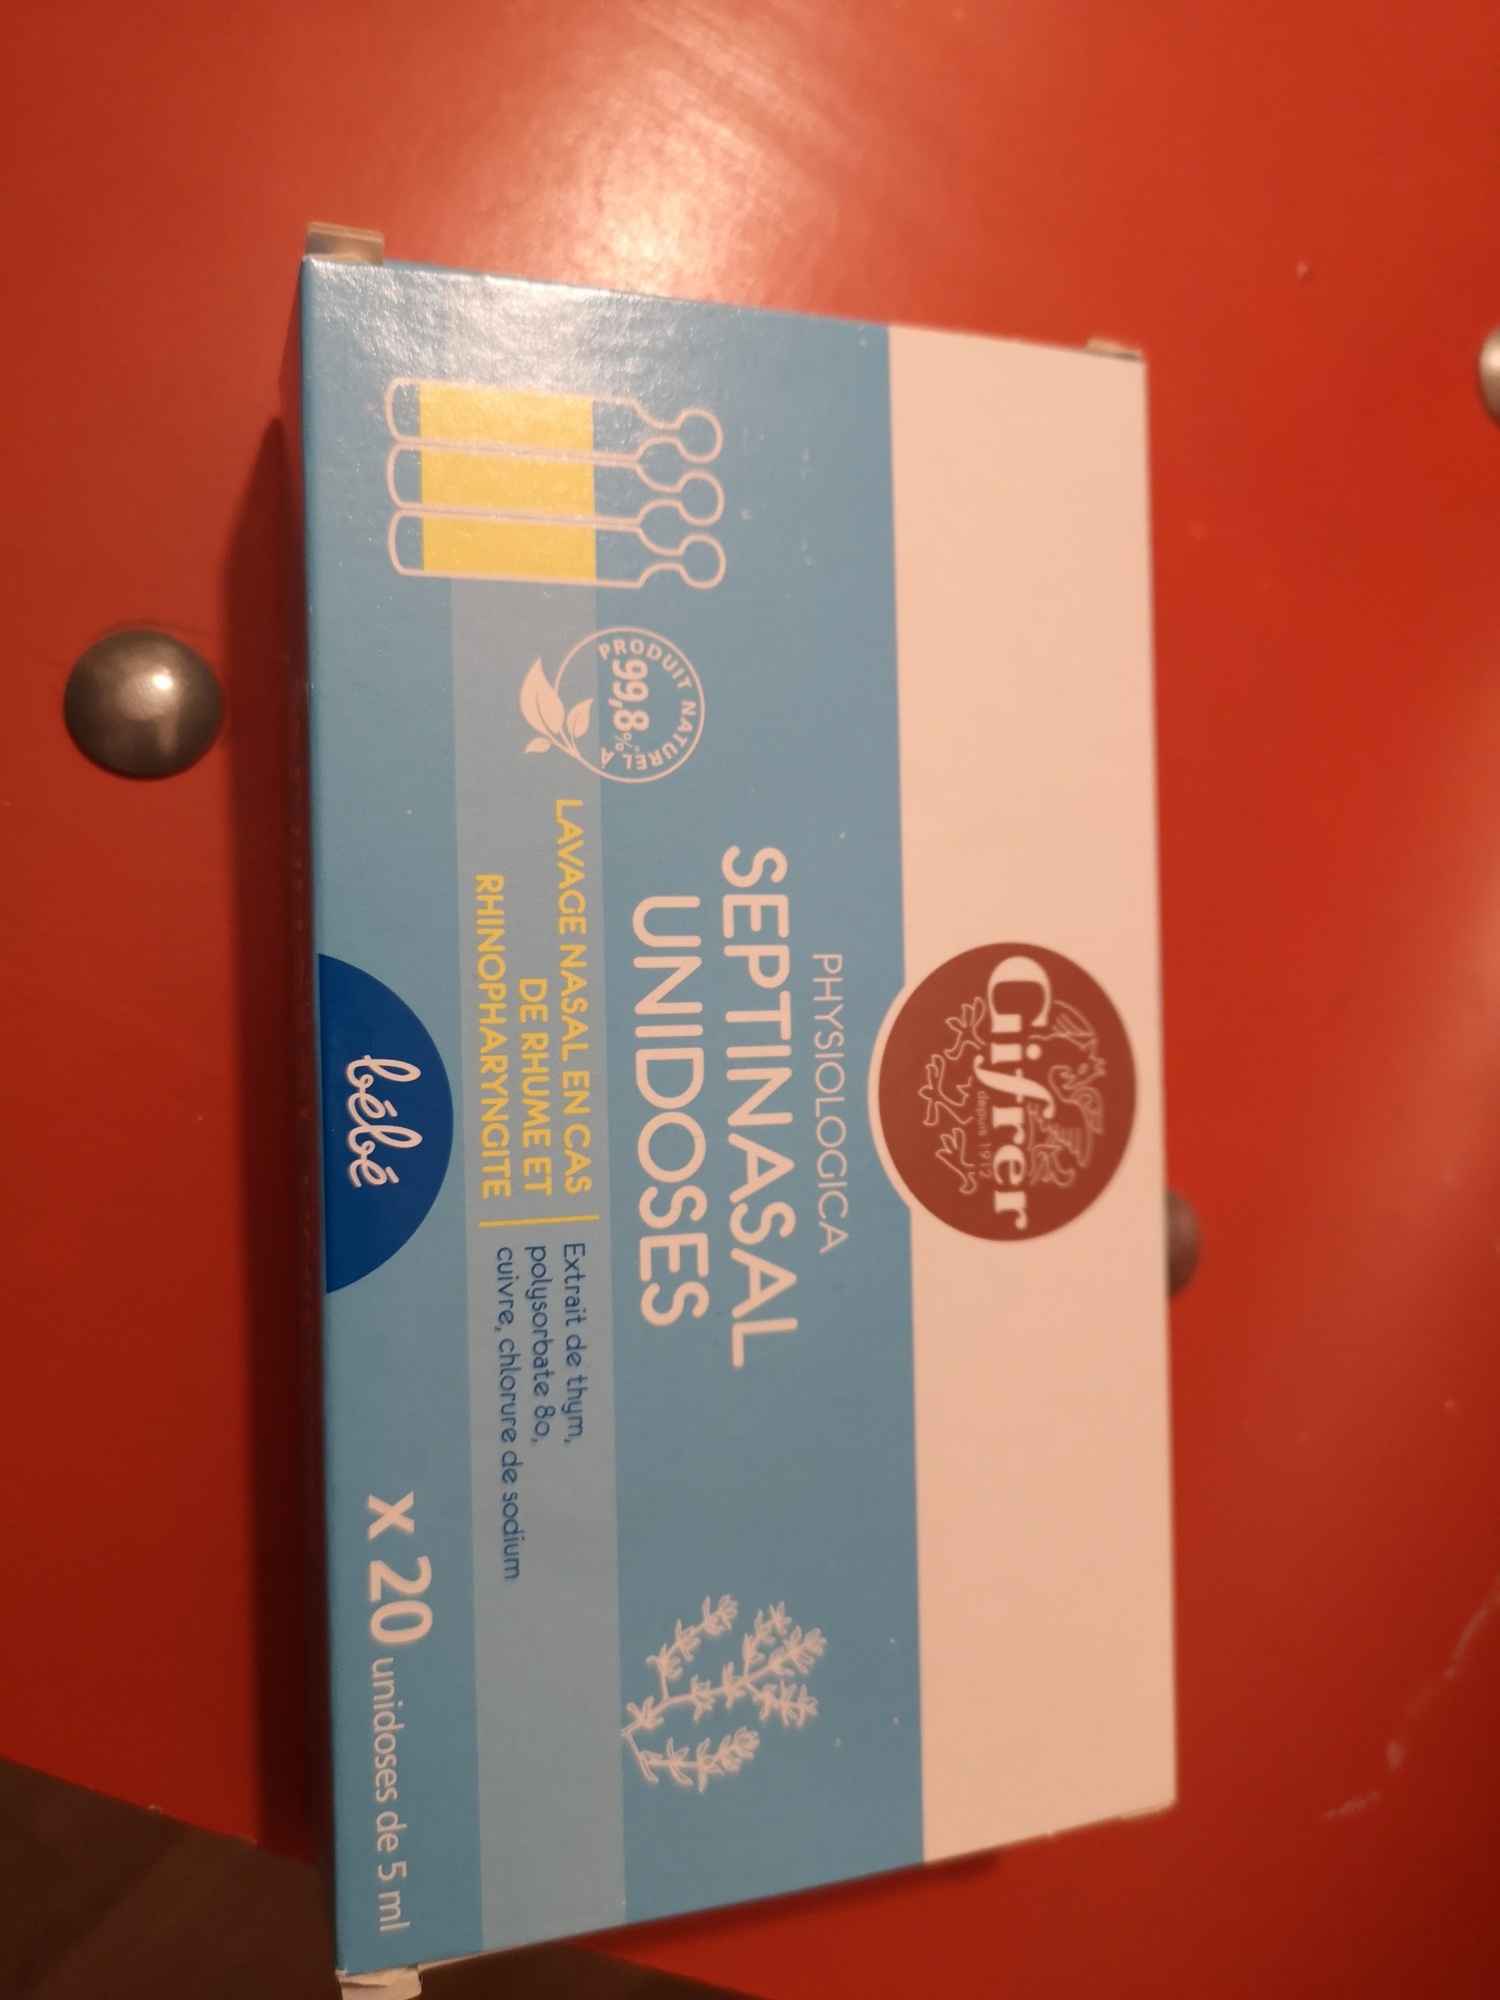 Gifrer
depuis 1912
PHYSIOLOGICA
SEPTINASAL
UNIDOSES
PRODUIT NATUREL À
99,8%*
LAVAGE NASAL EN CAS
DE RHUME ET
RHINOPHARYNGITE
Extrait de thym,
polysorbate 80,
cuivre, chlorure de sodium
bébé
x 20 unidoses de 5 ml